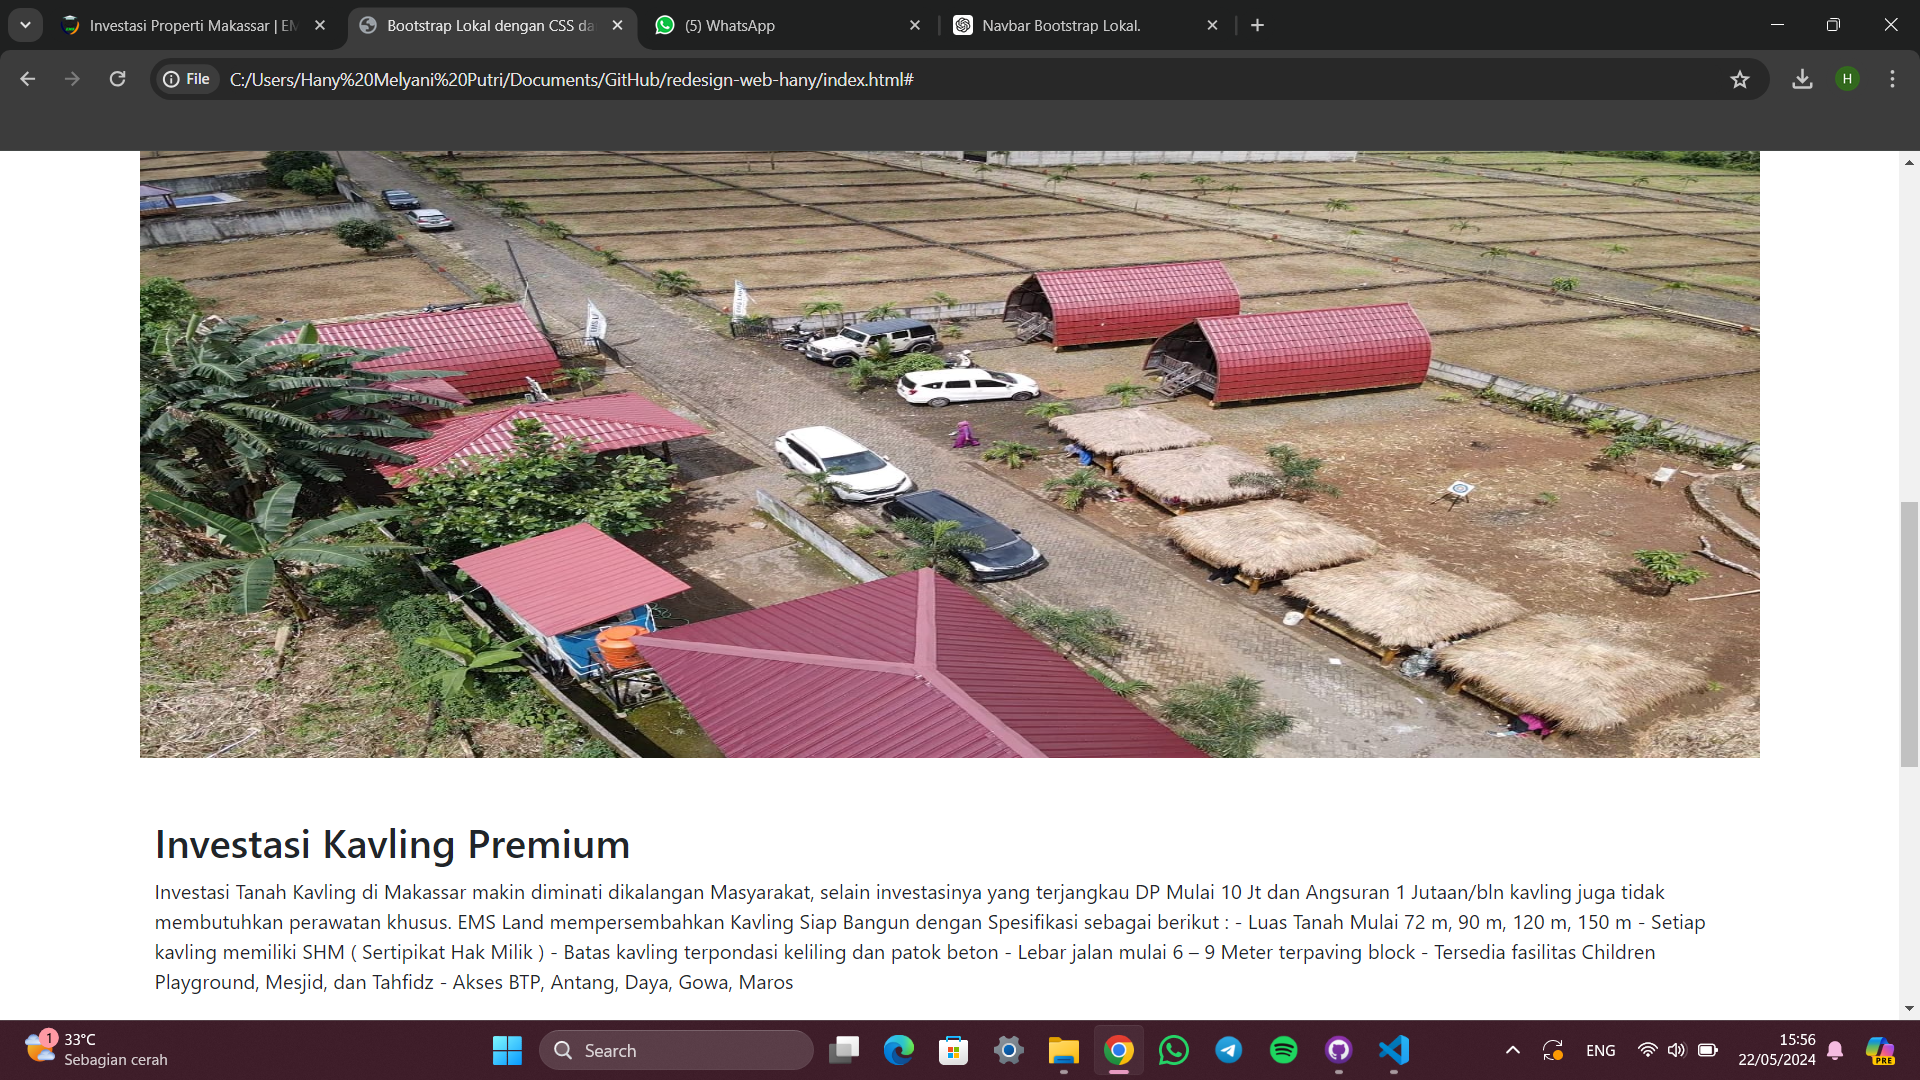 Investasi Properti Makassar | EM
Bootstrap Lokal dengan CSS da
(5) WhatsApp
Navbar Bootstrap Lokal.
File
C:/Users/Hany%20Melyani%20Putri/Documents/GitHub/redesign-web-hany/index.html#
H
Investasi Kavling Premium
Investasi Tanah Kavling di Makassar makin diminati dikalangan Masyarakat, selain investasinya yang terjangkau DP Mulai 10 Jt dan Angsuran 1 Jutaan/bln kavling juga tidak
membutuhkan perawatan khusus. EMS Land mempersembahkan Kavling Siap Bangun dengan Spesifikasi sebagai berikut : - Luas Tanah Mulai 72 m, 90 m, 120 m, 150 m - Setiap
kavling memiliki SHM ( Sertipikat Hak Milik ) - Batas kavling terpondasi keliling dan patok beton - Lebar jalan mulai 6 – 9 Meter terpaving block - Tersedia fasilitas Children
Playground, Mesjid, dan Tahfidz - Akses BTP, Antang, Daya, Gowa, Maros
1
33°C
Sebagian cerah
Search
ENG
15:56
22/05/2024
PRE